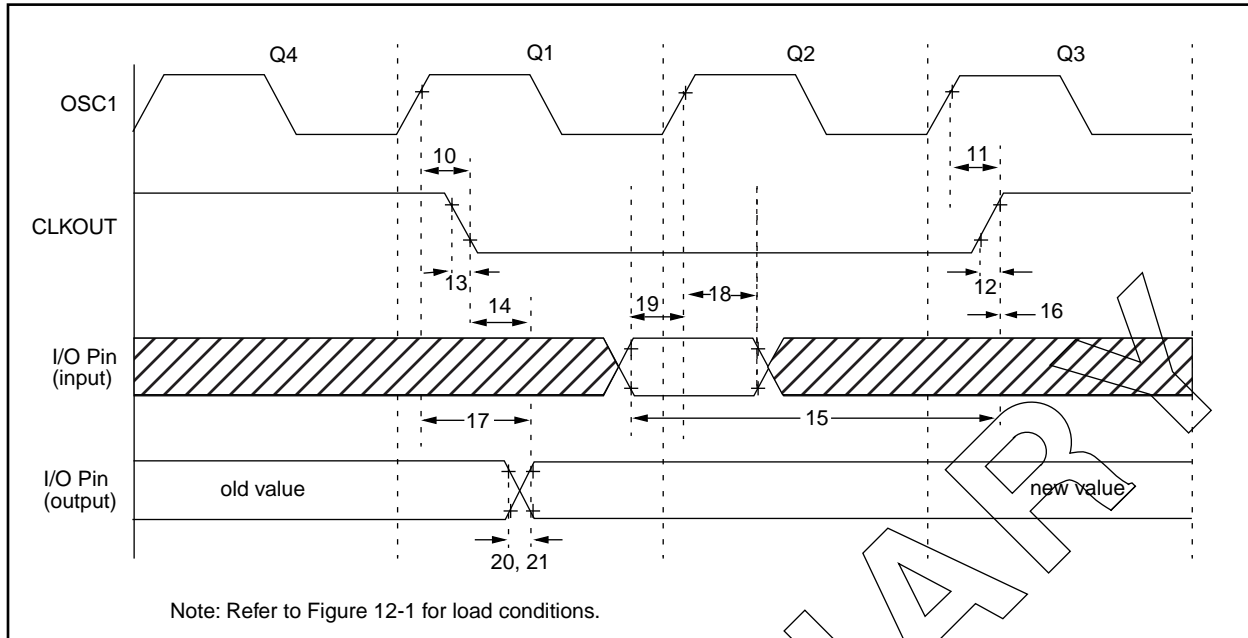 Q4 Q1 Q2 Q3
OSC1
10 11
CLKOUT
13 12
14 19 18 16
I/O Pin
(input)
17 15
I/O Pin
(output)
old value new value
20, 21
Note: Refer to Figure 12-1 for load conditions.
A R Y